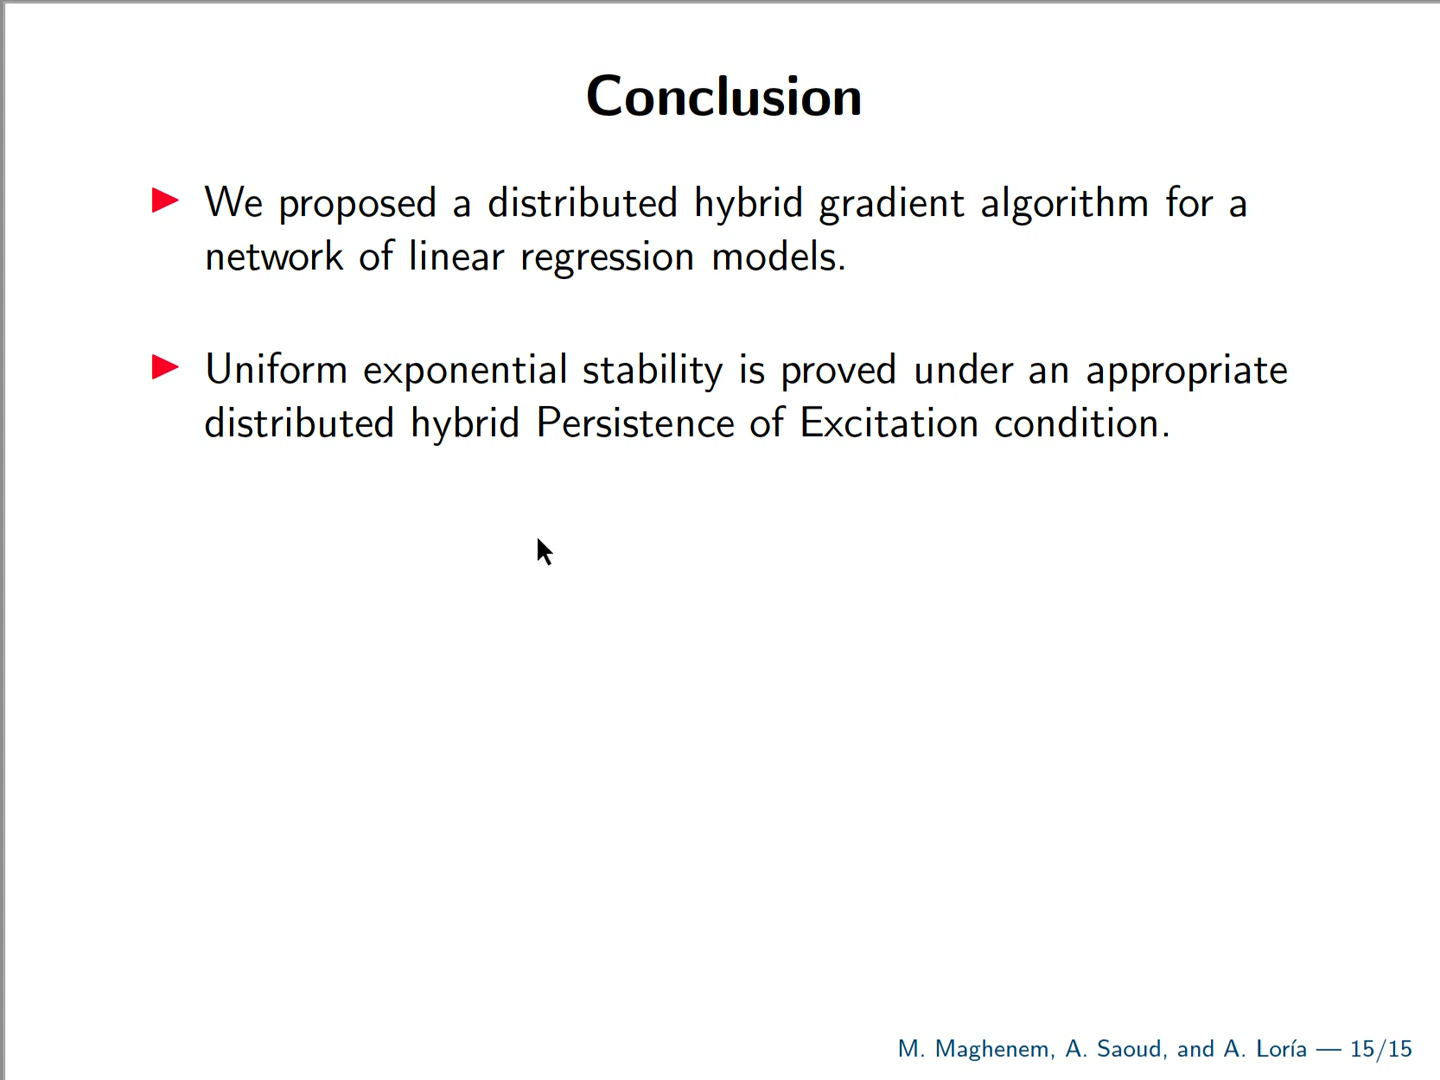 Conclusion
We proposed a distributed hybrid gradient algorithm for a
network of linear regression models.
Uniform exponential stability is proved under an appropriate
distributed hybrid Persistence of Excitation condition.
M. Maghenem, A. Saoud, and A. Loría — 15/15